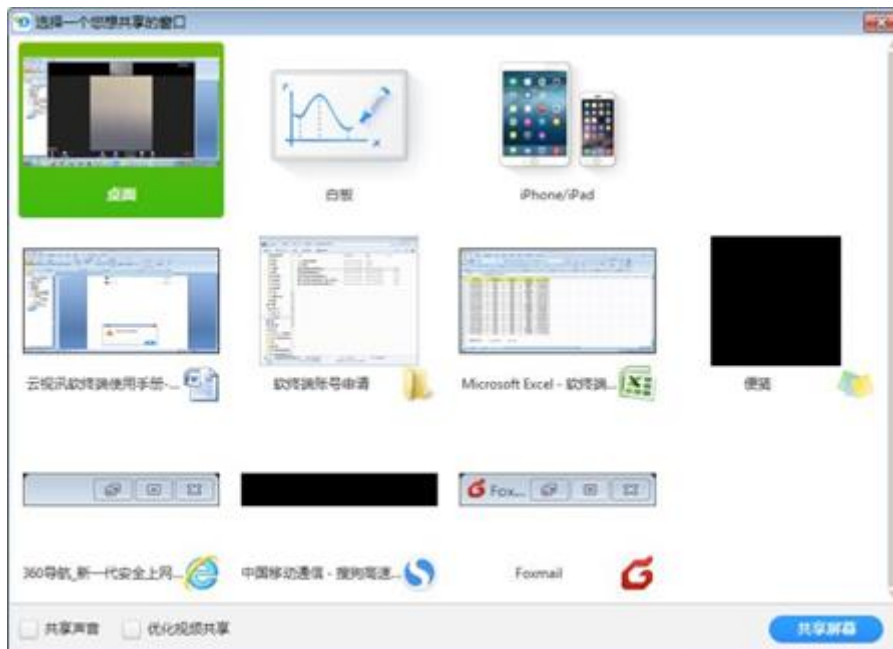 选择一个您想共享的窗口
桌面
白板
iPhone/iPad
云视讯软终端使用手册-...
软终端账号申请
Microsoft Excel - 软终端...
便笺
Fox...
360导航_新一代安全上网...
中国移动通信 - 搜狗高速...
Foxmail
共享声音
优化视频共享
共享屏幕